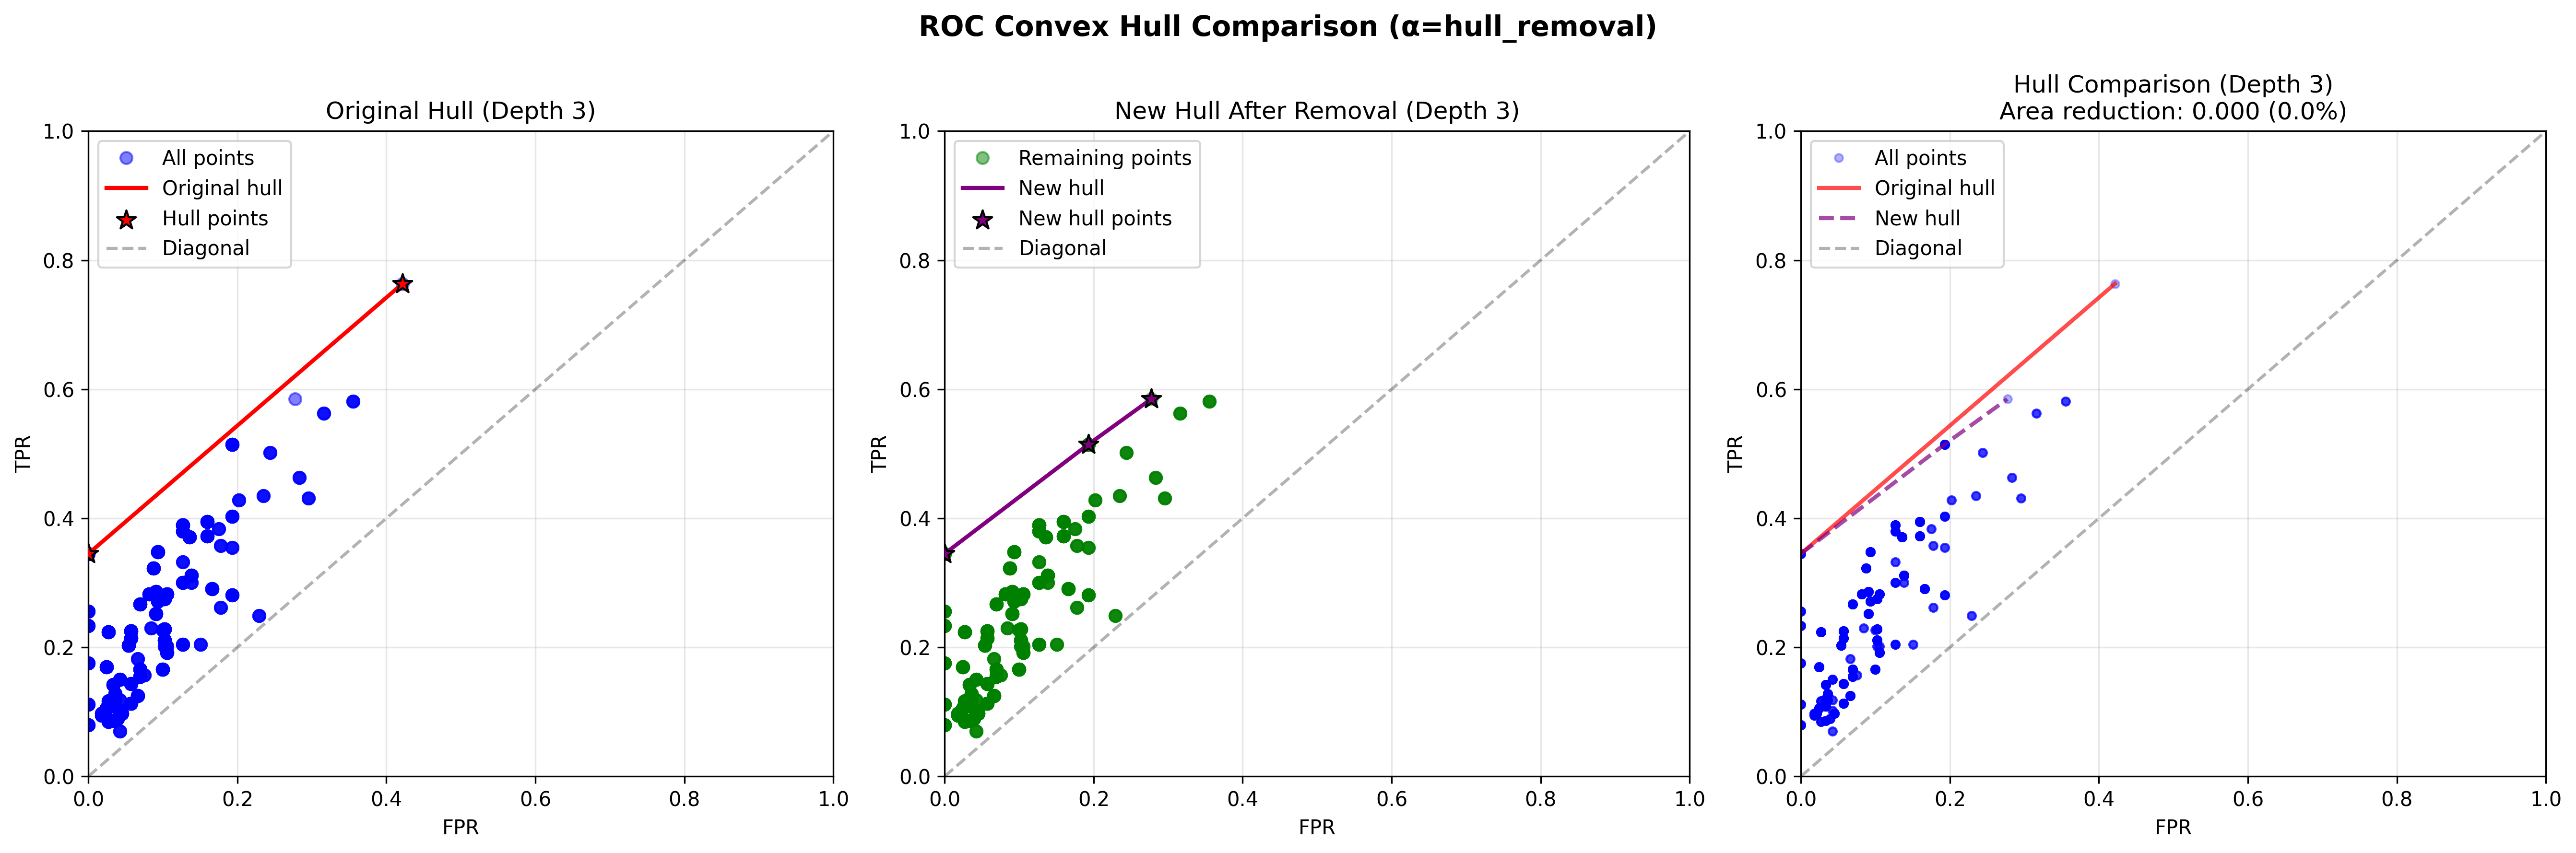 ROC Convex Hull Comparison (α=hull_removal)
Original Hull (Depth 3)
All points
Original hull
Hull points
Diagonal
1.0
0.8
0.6
0.4
0.2
0.0
TPR
0.0 0.2 0.4 0.6 0.8 1.0
FPR
New Hull After Removal (Depth 3)
Remaining points
New hull
New hull points
Diagonal
1.0
0.8
0.6
0.4
0.2
0.0
TPR
0.0 0.2 0.4 0.6 0.8 1.0
FPR
Hull Comparison (Depth 3)
Area reduction: 0.000 (0.0%)
All points
Original hull
New hull
Diagonal
1.0
0.8
0.6
0.4
0.2
0.0
TPR
0.0 0.2 0.4 0.6 0.8 1.0
FPR